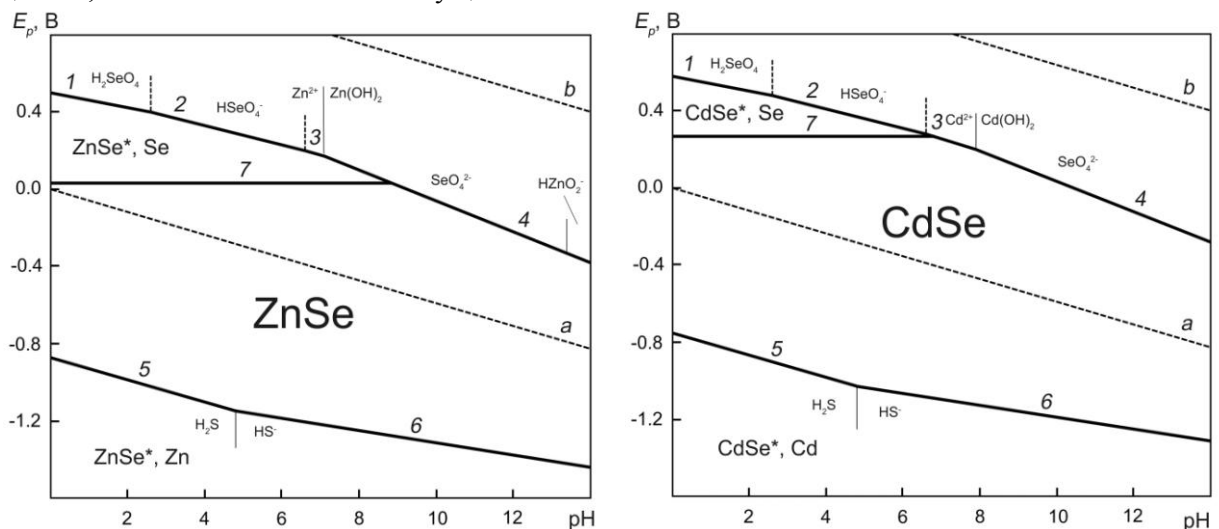 E_p, В
1
H₂SeO₄
2
HSeO₄⁻
Zn²⁺
Zn(OH)₂
b
0.4
3
ZnSe*, Se
7
0.0
SeO₄²⁻
HZnO₂⁻
4
-0.4
ZnSe
a
-0.8
5
-1.2
H₂S
HS⁻
6
ZnSe*, Zn
2
4
6
8
10
12
pH
E_p, В
1
H₂SeO₄
2
HSeO₄⁻
b
0.4
CdSe*, Se
3
Cd²⁺
Cd(OH)₂
7
SeO₄²⁻
0.0
4
CdSe
-0.4
a
-0.8
5
-1.2
H₂S
HS⁻
6
CdSe*, Cd
2
4
6
8
10
12
pH